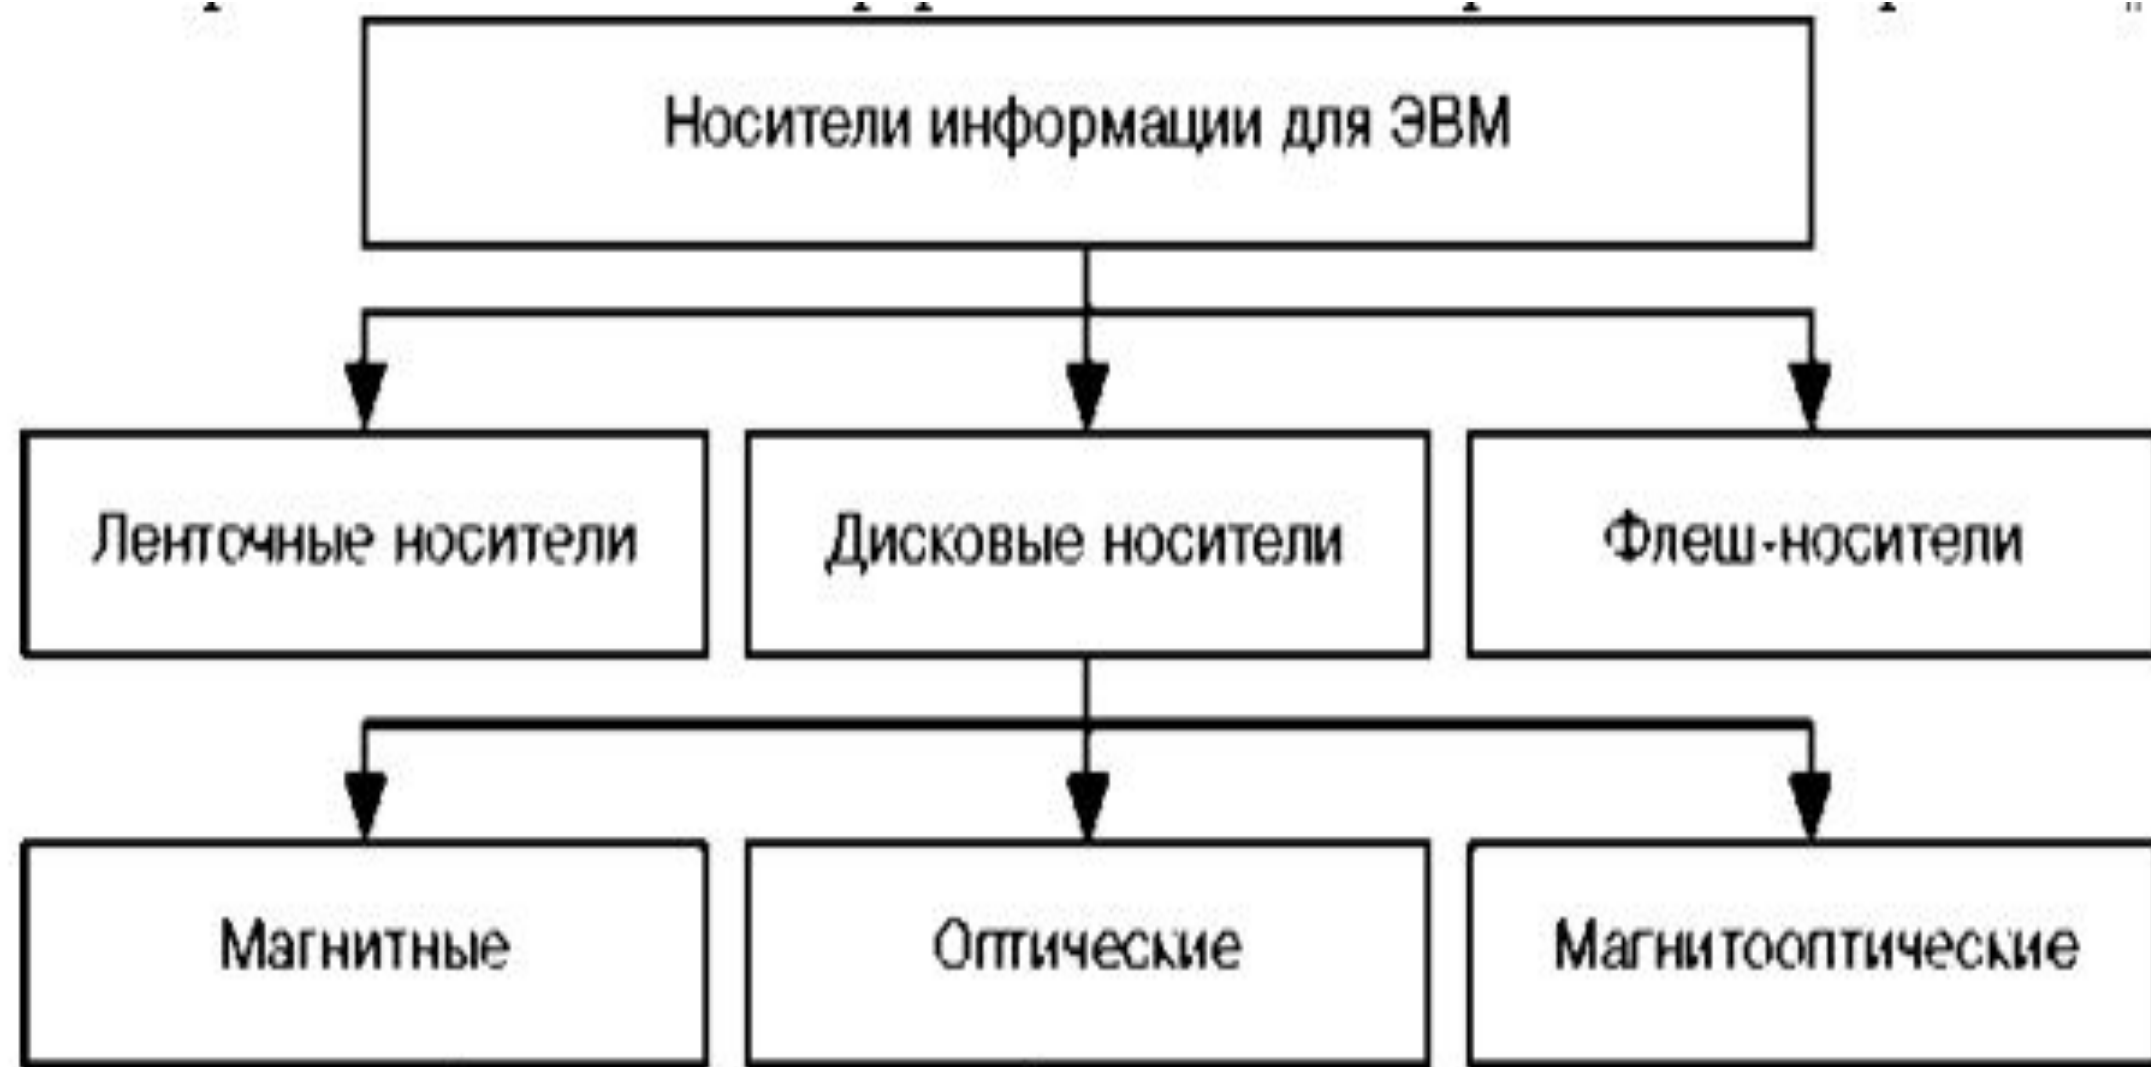 Носители информации для ЭВМ
Ленточные носители
Дисковые носители
Флеш-носители
Магнитные
Оптические
Магнитооптические